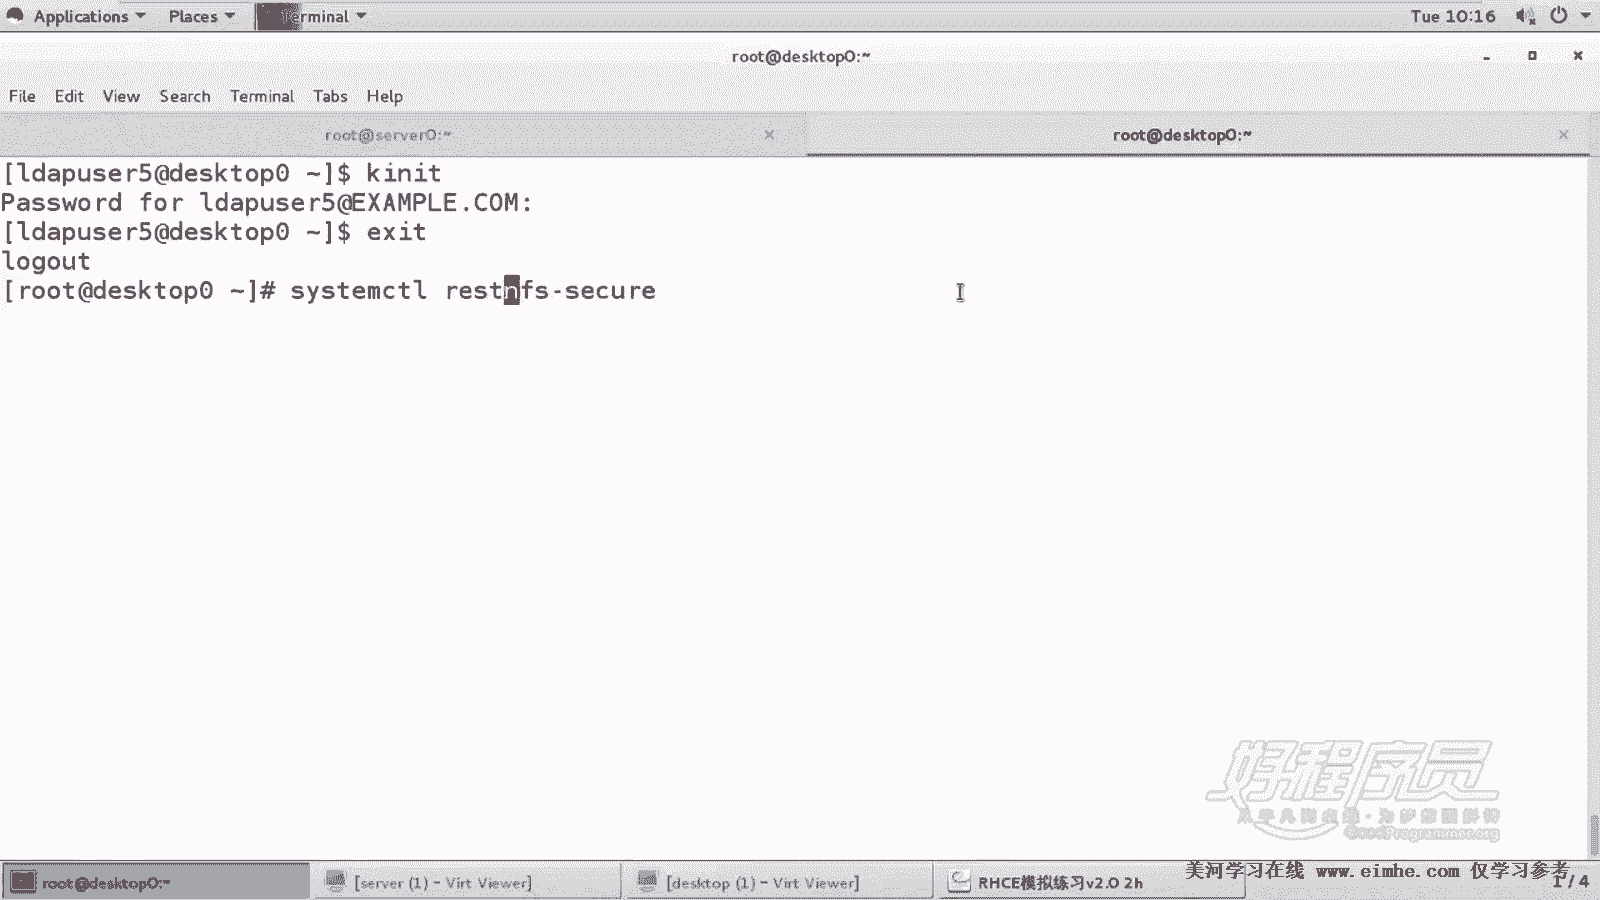 Applications Places Terminal Tue 10:16
root@desktop0:~
File Edit View Search Terminal Tabs Help
root@server0:~ root@desktop0:~
[ldapuser5@desktop0 ~]$ kinit
Password for ldapuser5@EXAMPLE.COM:
[ldapuser5@desktop0 ~]$ exit
logout
[root@desktop0 ~]# systemctl restnfs-secure
好程序员
GoodProgrammer.org
美河学习在线 www.eimhe.com 仅学习参考
root@desktop0:~ [server (1) - Virt Viewer] [desktop (1) - Virt Viewer] RHCE模拟练习v2.0 2h 1 / 4